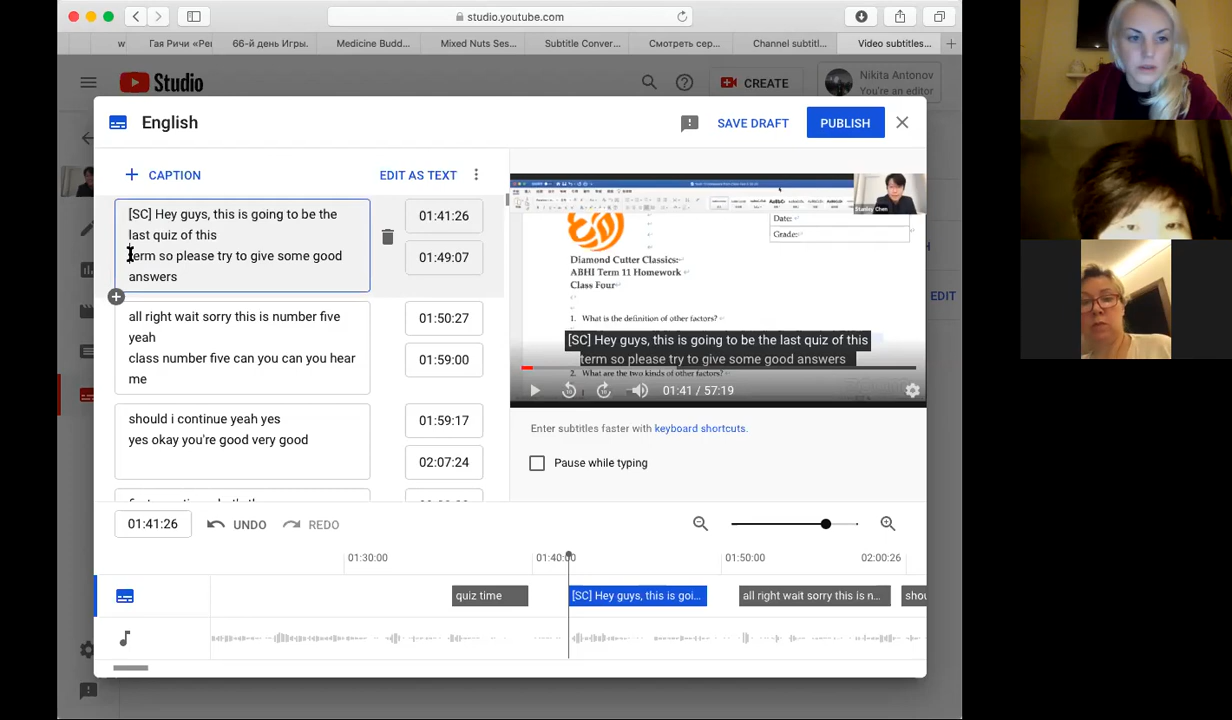 studio.youtube.com
w
Гая Ричи «Рец
66-й день Игры.
Medicine Budd...
Mixed Nuts Ses...
Subtitle Conver...
Смотреть сер...
Channel subtitl...
Video subtitles...
Studio
CREATE
Nikita Antonov
You're an editor
English
SAVE DRAFT
PUBLISH
CAPTION
EDIT AS TEXT
[SC] Hey guys, this is going to be the
last quiz of this
term so please try to give some good
answers
01:41:26
01:49:07
all right wait sorry this is number five
yeah
class number five can you can you hear
me
01:50:27
01:59:00
should i continue yeah yes
yes okay you're good very good
01:59:17
02:07:24
Stanley Chen
Date:
Grade:
Diamond Cutter Classics
ABHI Term 11 Homework
Class Four
1. What is the definition of other factors?
[SC] Hey guys, this is going to be the last quiz of this
term so please try to give some good answers
2. What are the two kinds of other factors?
01:41 / 57:19
Enter subtitles faster with keyboard shortcuts.
Pause while typing
EDIT
01:41:26
UNDO
REDO
01:30:00
01:40:00
01:50:00
02:00:26
quiz time
[SC] Hey guys, this is goi...
all right wait sorry this is n...
shou